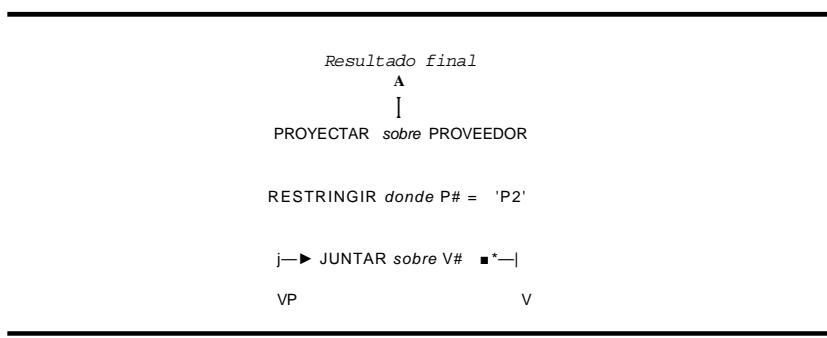 Resultado final
A
PROYECTAR sobre PROVEEDOR
RESTRINGIR donde P# = 'P2'
j—► JUNTAR sobre V# ■*—|
VP V